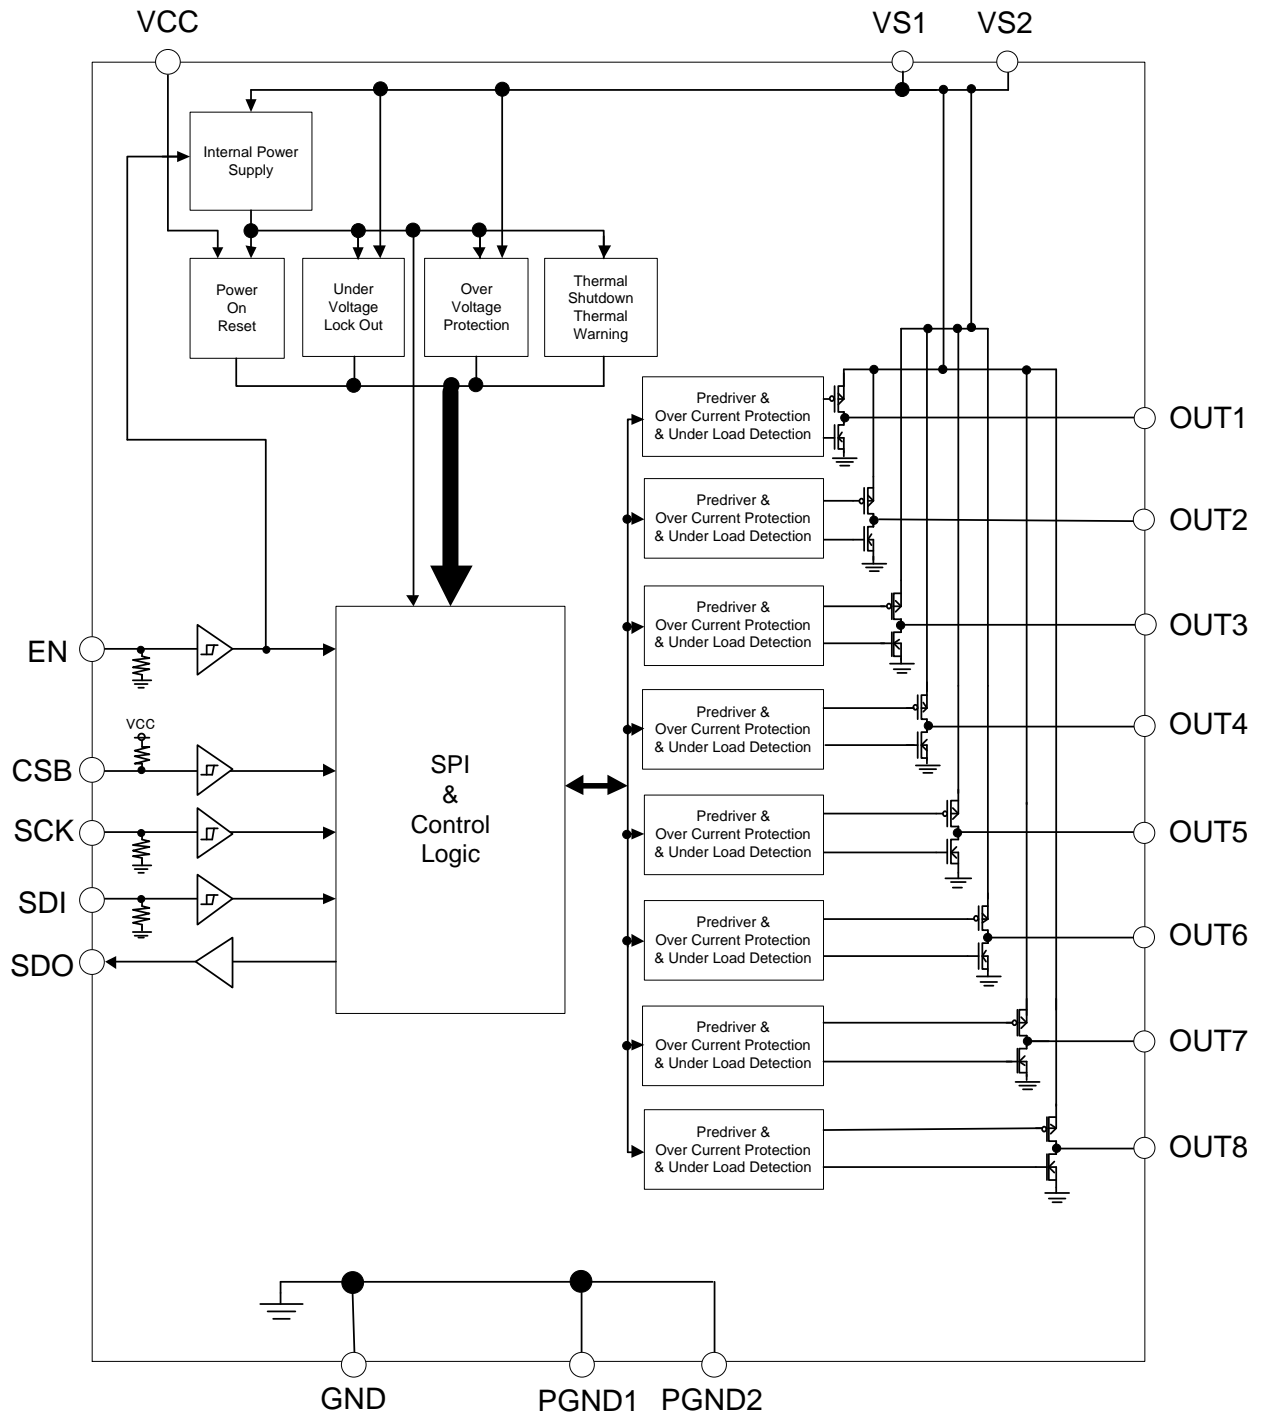 VCC
VS1
VS2
Internal Power
Supply
Power
On
Reset
Under
Voltage
Lock Out
Over
Voltage
Protection
Thermal
Shutdown
Thermal
Warning
Predriver &
Over Current Protection
& Under Load Detection
OUT1
Predriver &
Over Current Protection
& Under Load Detection
OUT2
Predriver &
Over Current Protection
& Under Load Detection
OUT3
Predriver &
Over Current Protection
& Under Load Detection
OUT4
Predriver &
Over Current Protection
& Under Load Detection
OUT5
Predriver &
Over Current Protection
& Under Load Detection
OUT6
Predriver &
Over Current Protection
& Under Load Detection
OUT7
Predriver &
Over Current Protection
& Under Load Detection
OUT8
EN
VCC
CSB
SCK
SDI
SDO
SPI
&
Control
Logic
GND
PGND1
PGND2